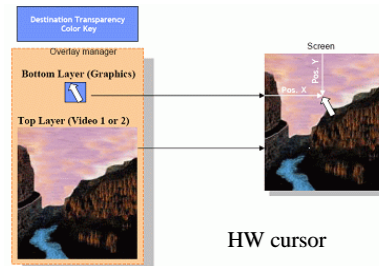 Destination Transparency
Color Key
Overlay manager
Bottom Layer (Graphics)
Top Layer (Video 1 or 2)
Screen
Pos. Y
Pos. X
HW cursor